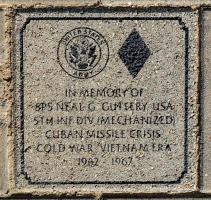 UNITED STATES
ARMY
IN MEMORY OF
SP5 NEAL G. GUNSERY USA
5TH INF DIV (MECHANIZED)
CUBAN MISSILE CRISIS
COLD WAR VIETNAM ERA
1962 1967